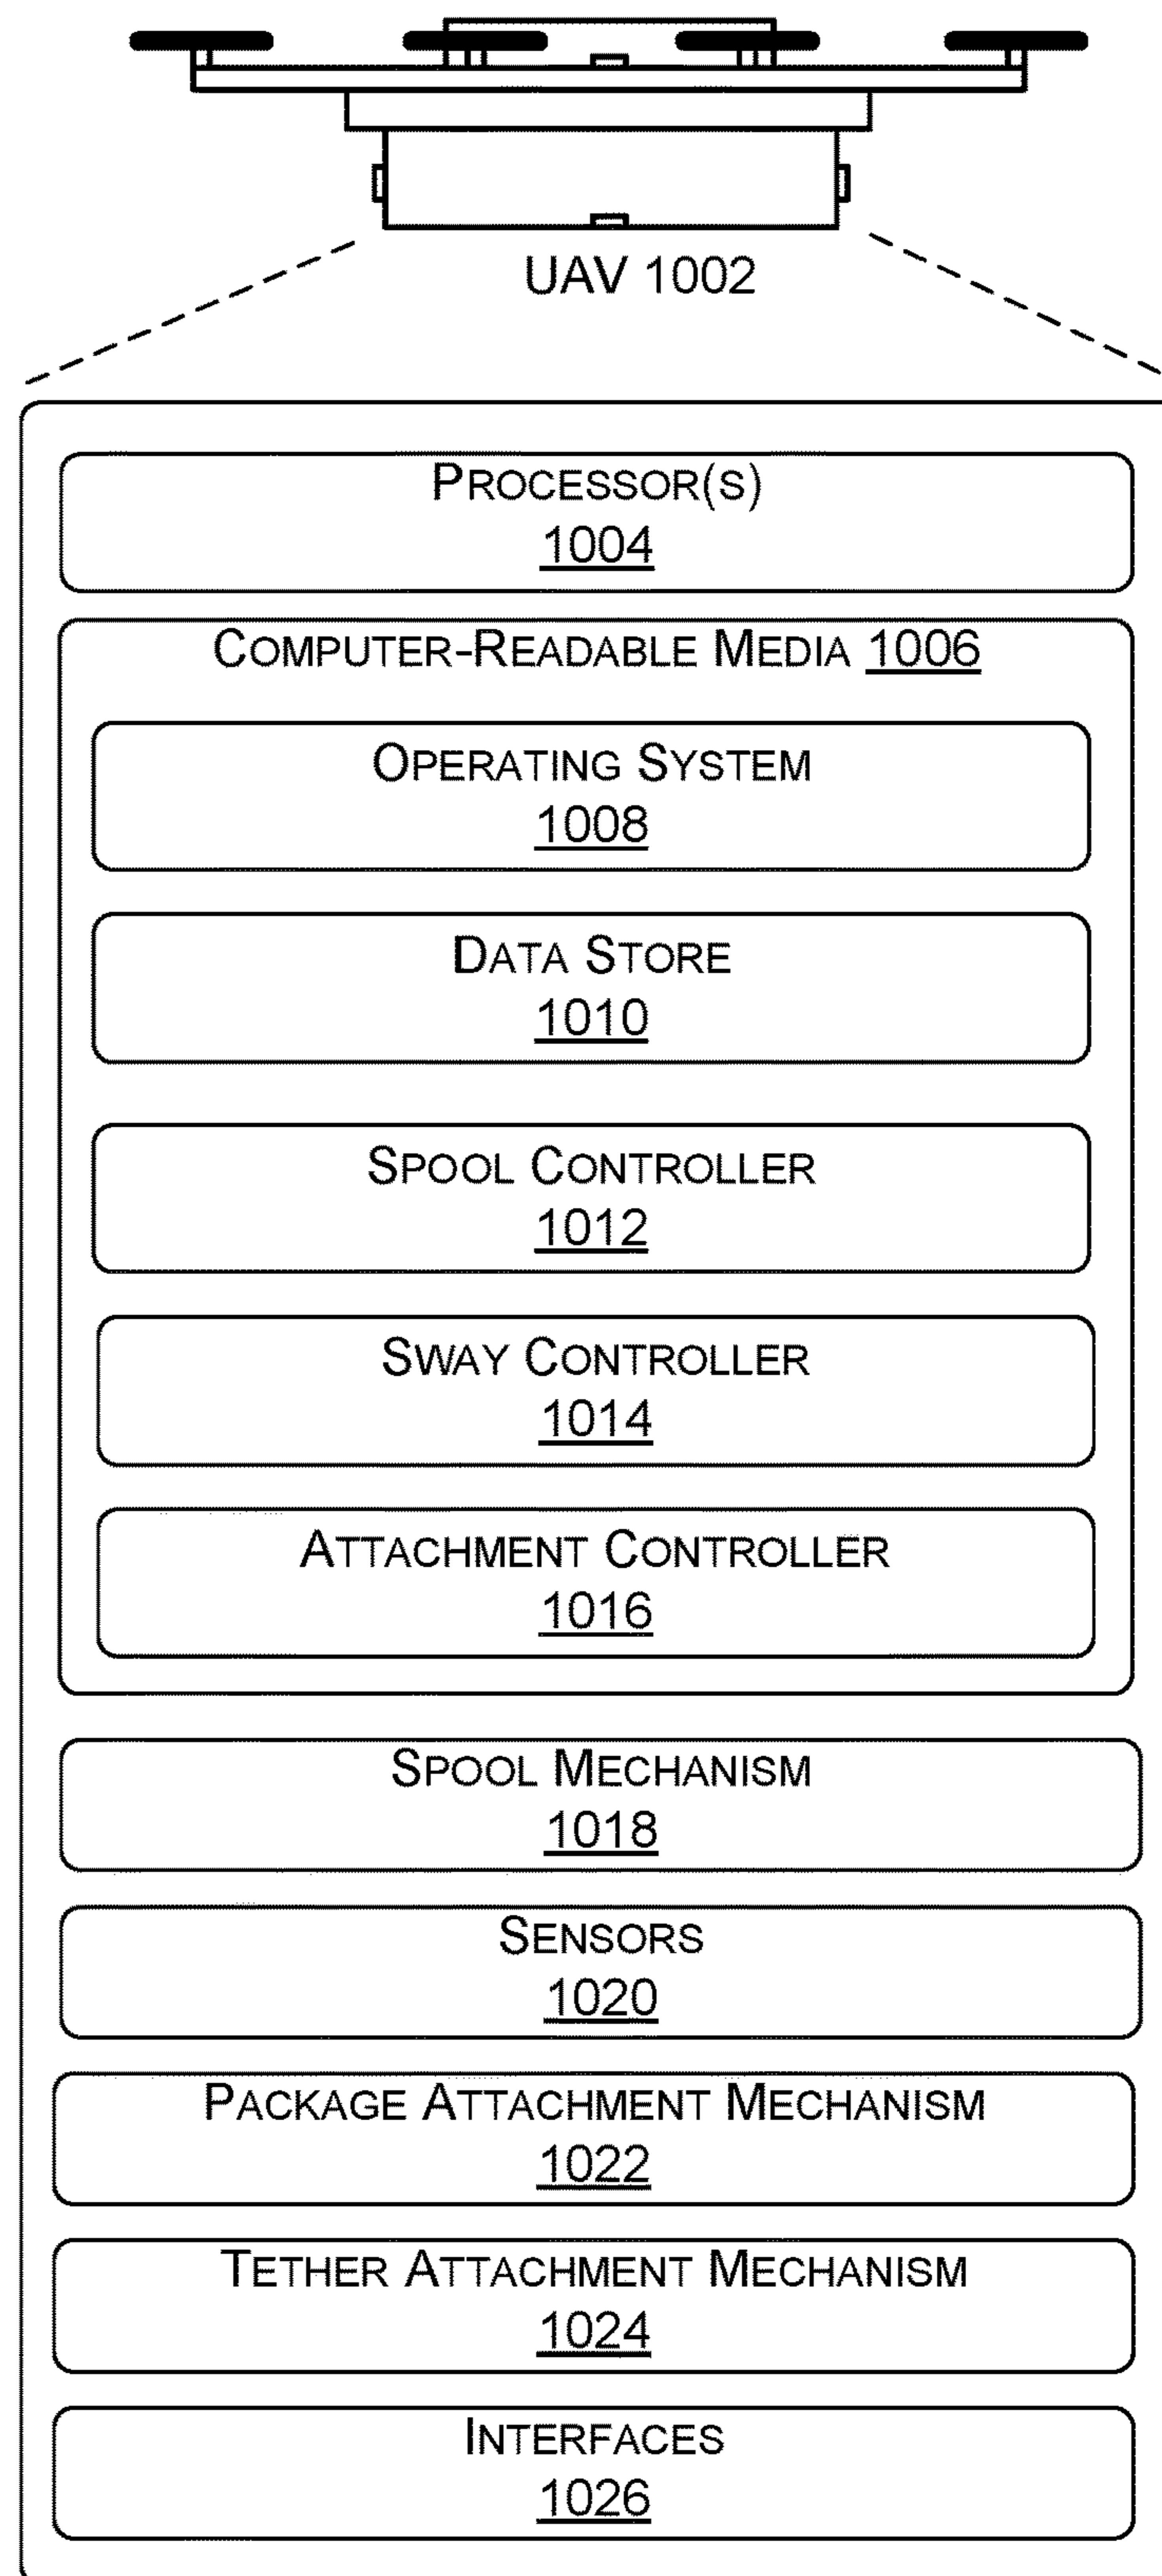 UAV 1002
PROCESSOR(S)
1004
COMPUTER-READABLE MEDIA 1006
OPERATING SYSTEM
1008
DATA STORE
1010
SPOOL CONTROLLER
1012
SWAY CONTROLLER
1014
ATTACHMENT CONTROLLER
1016
SPOOL MECHANISM
1018
SENSORS
1020
PACKAGE ATTACHMENT MECHANISM
1022
TETHER ATTACHMENT MECHANISM
1024
INTERFACES
1026